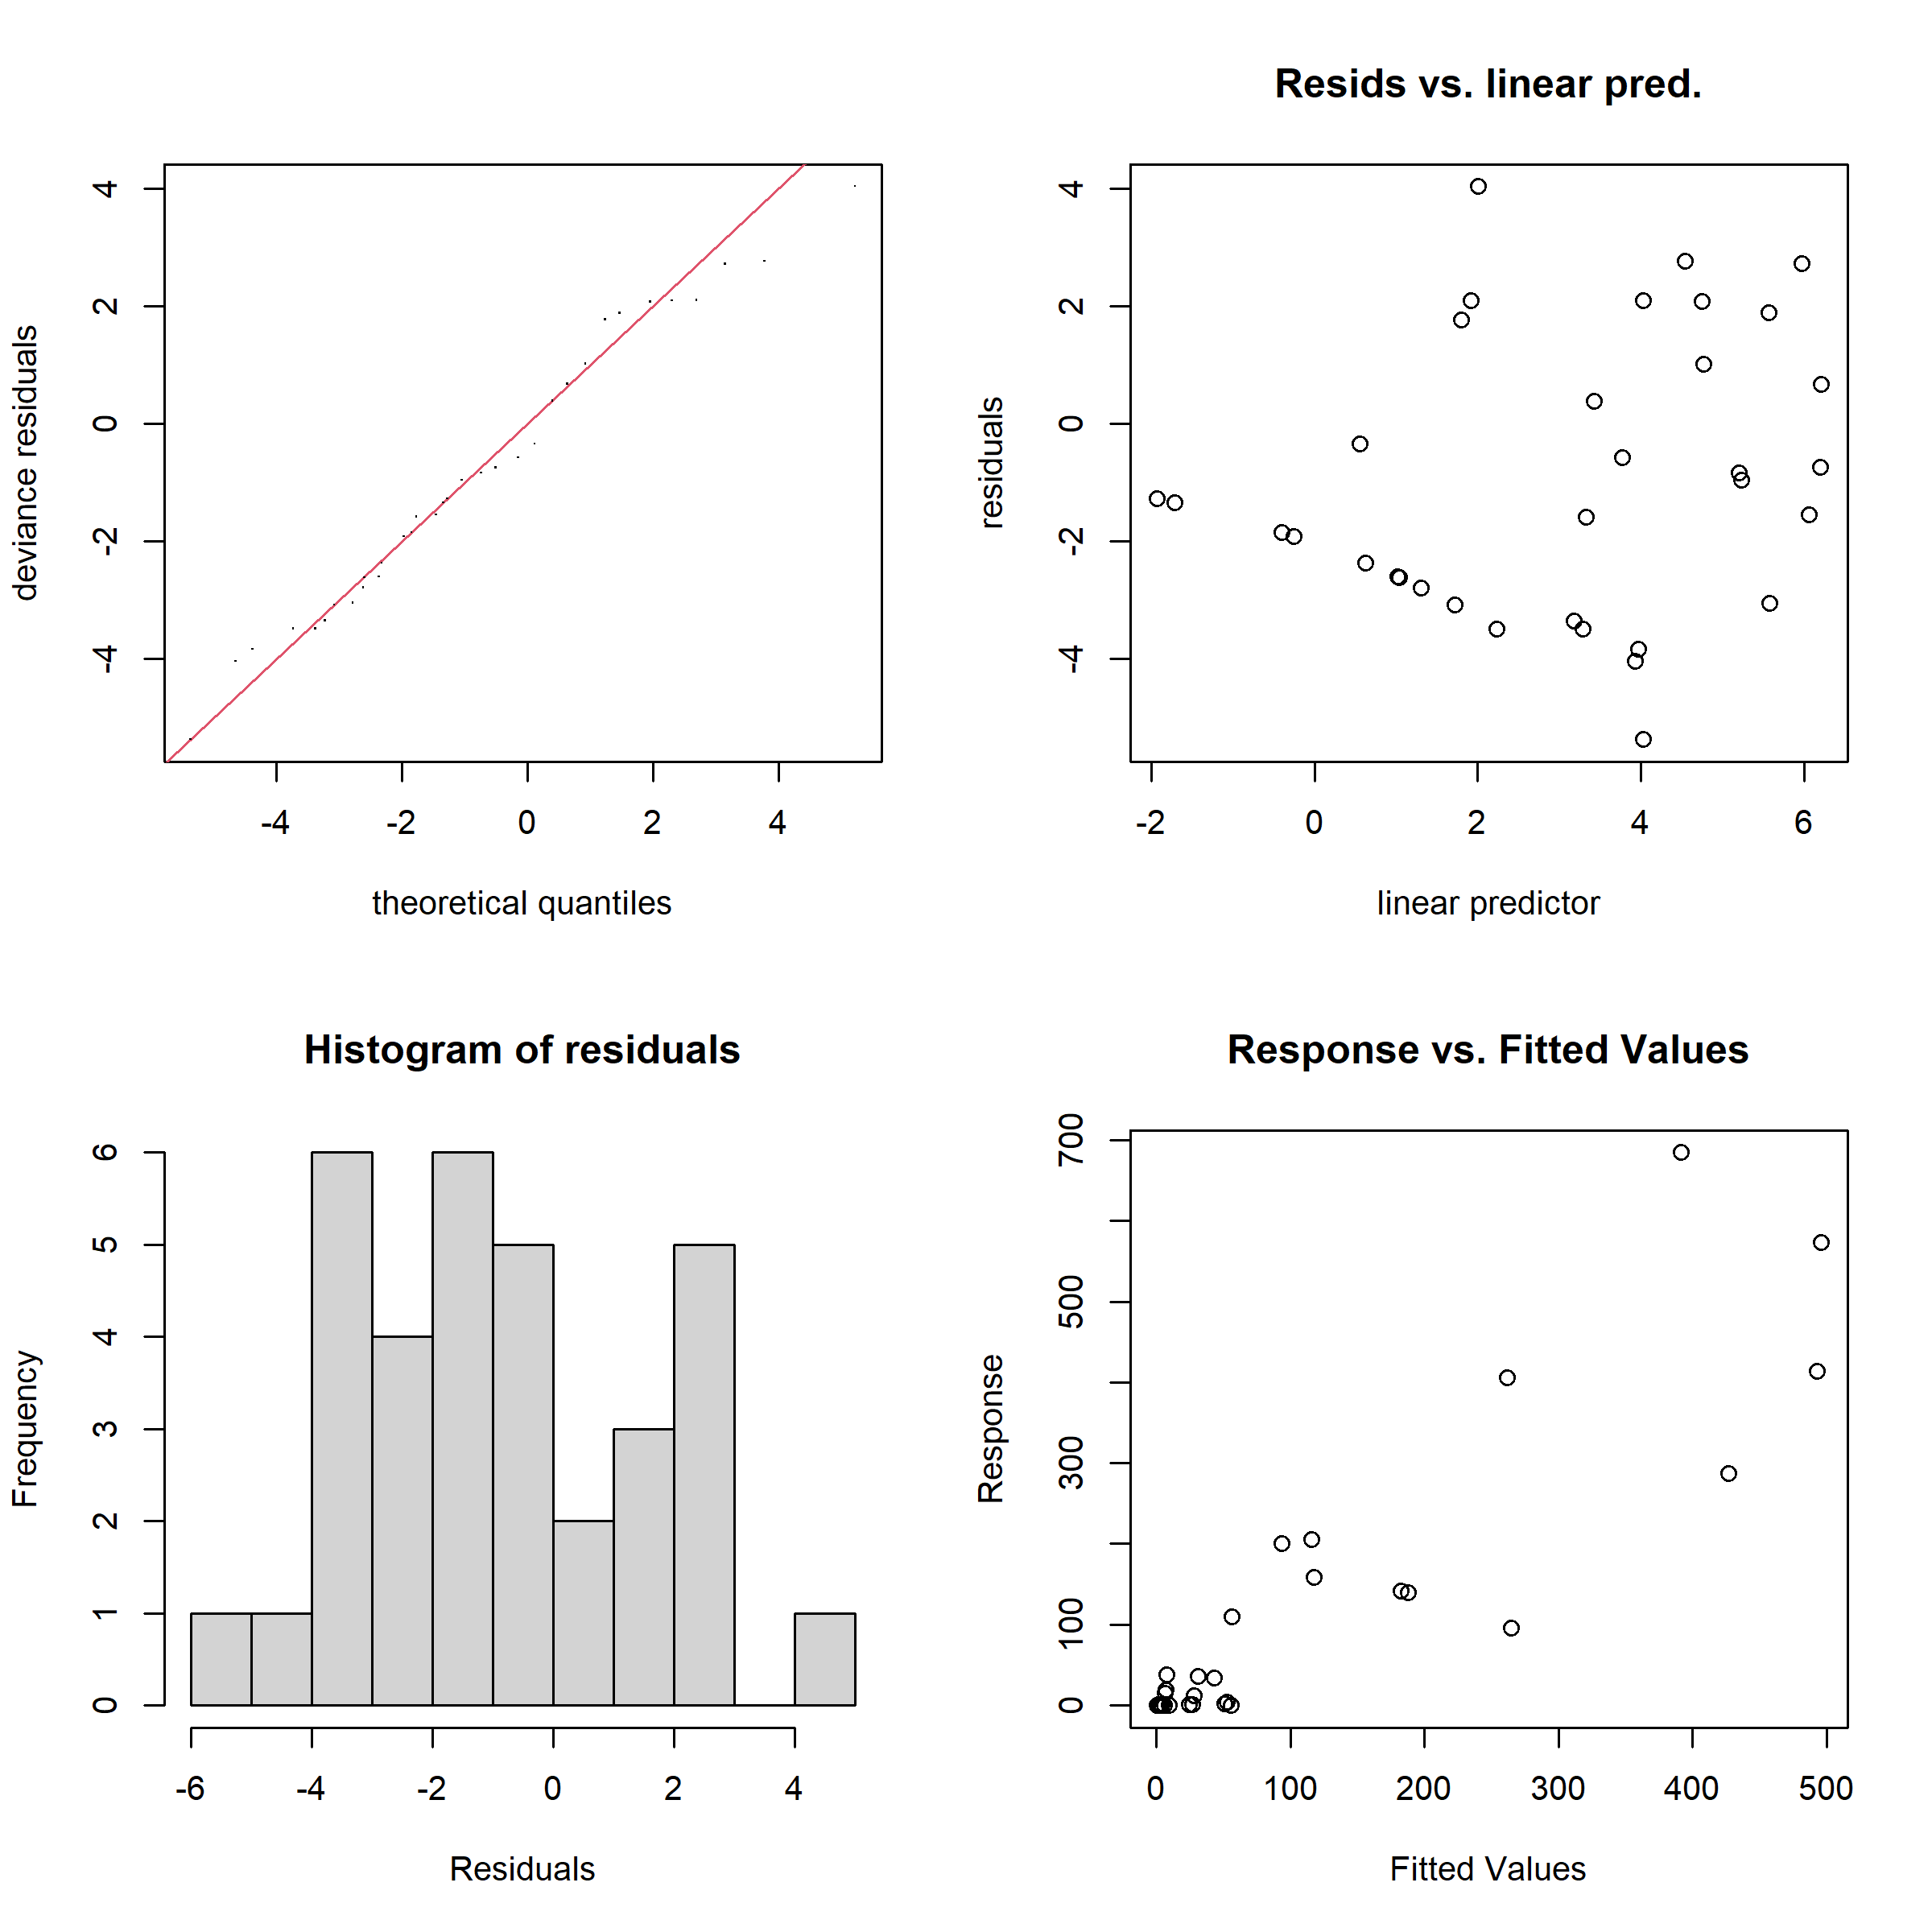 4
2
0
-2
-4
deviance residuals
-4 -2 0 2 4
theoretical quantiles
Resids vs. linear pred.
4
2
0
-2
-4
residuals
-2 0 2 4 6
linear predictor
Histogram of residuals
6
5
4
3
2
1
0
Frequency
-6 -4 -2 0 2 4
Residuals
Response vs. Fitted Values
700
500
300
100
0
Response
0 100 200 300 400 500
Fitted Values